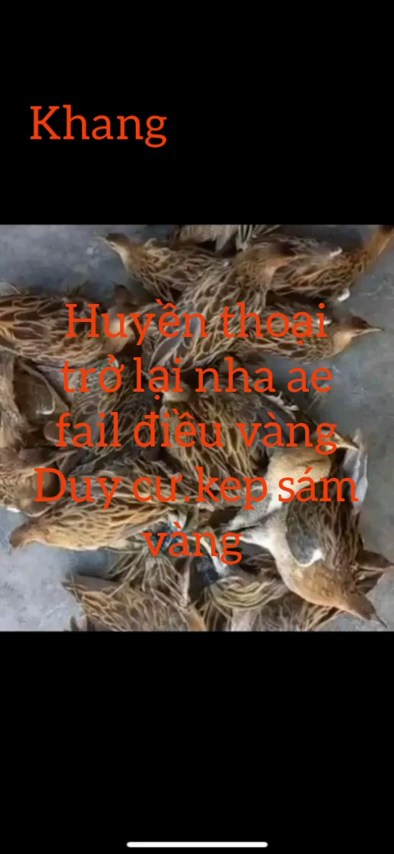 Khang
Huyền thoại
trở lại nha ae
fail điều vàng
Duy cư.kep sám
vàng